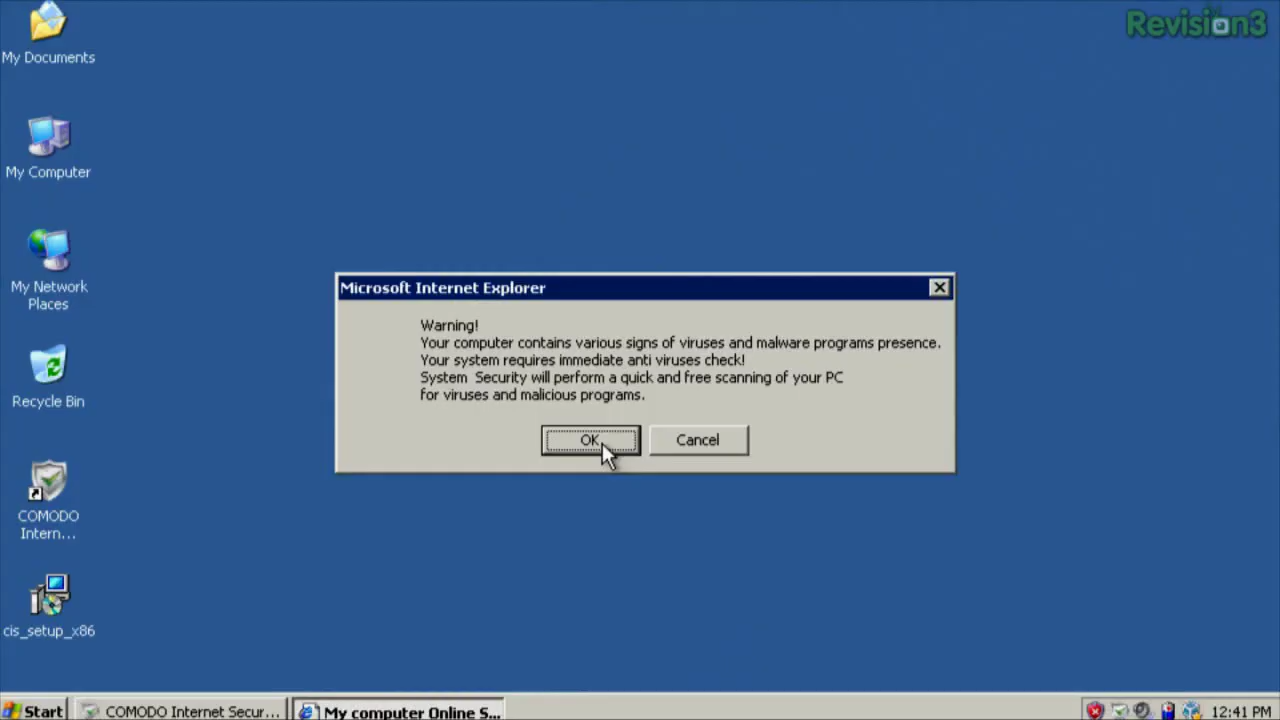 Revision3
My Documents
My Computer
My Network
Places
Recycle Bin
COMODO
Intern...
cis_setup_x86
Microsoft Internet Explorer
Warning!
Your computer contains various signs of viruses and malware programs presence.
Your system requires immediate anti viruses check!
System  Security will perform a quick and free scanning of your PC
for viruses and malicious programs.
OK
Cancel
Start
COMODO Internet Secur...
My computer Online S...
12:41 PM